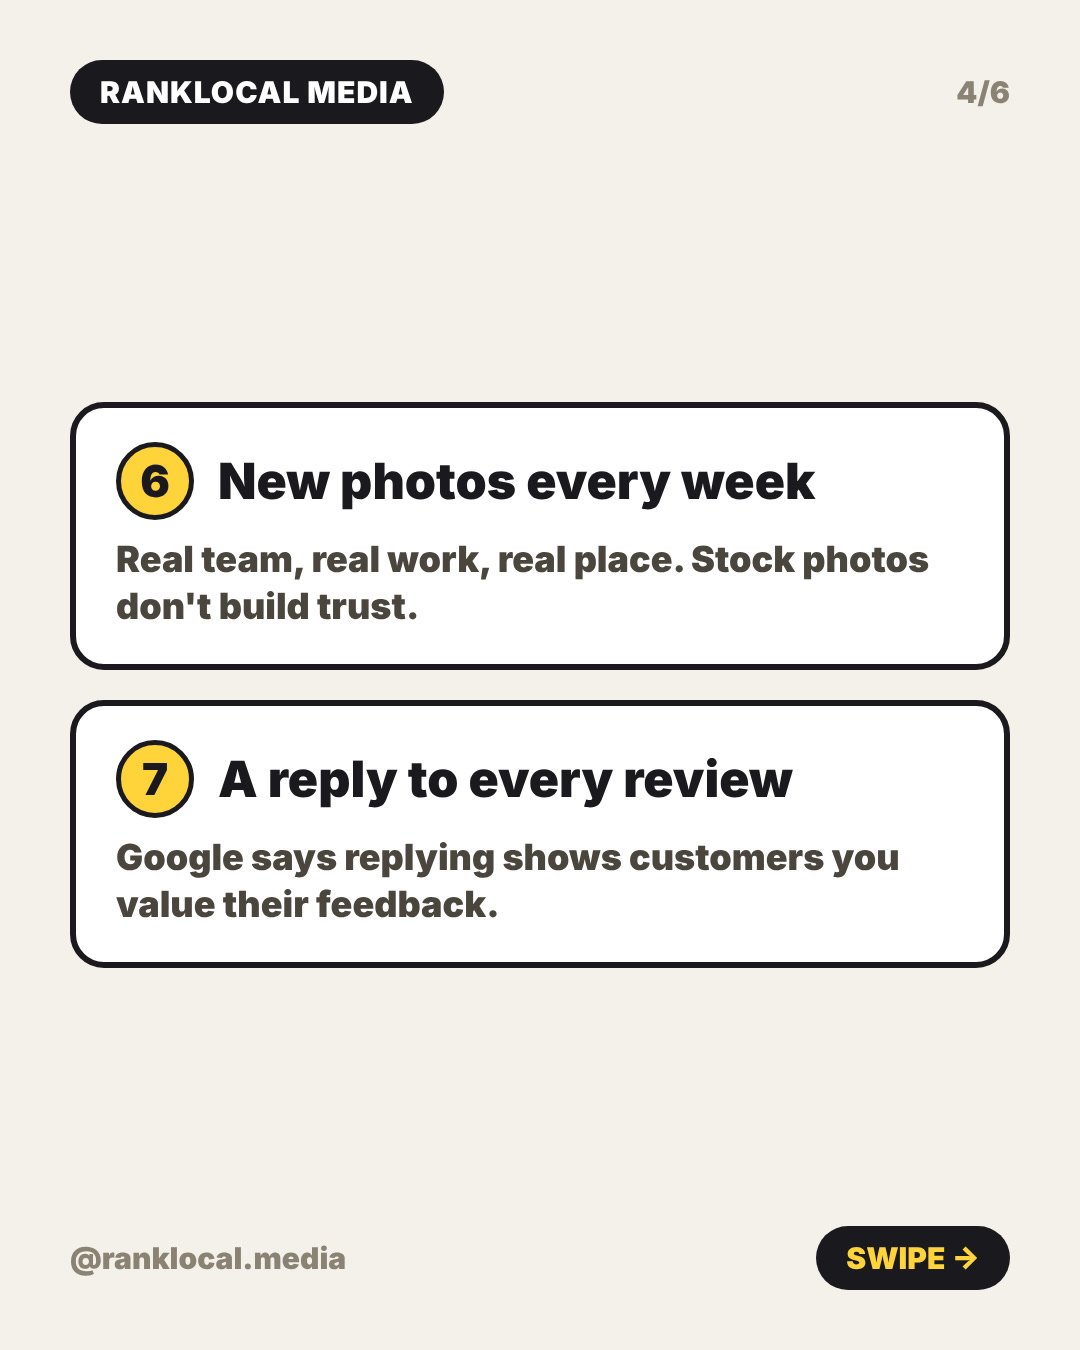 RANKLOCAL MEDIA
4/6
6 New photos every week
Real team, real work, real place. Stock photos
don't build trust.
7 A reply to every review
Google says replying shows customers you
value their feedback.
@ranklocal.media
SWIPE →